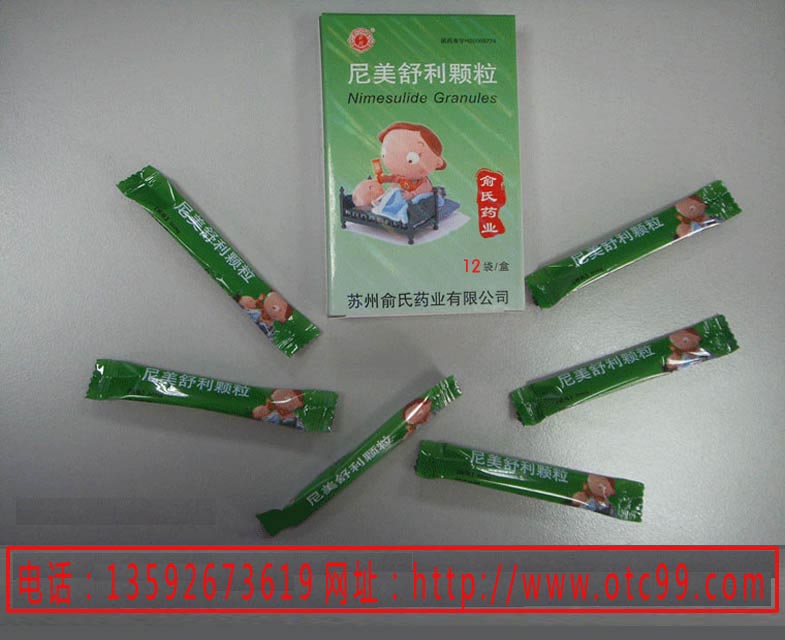 尼美舒利颗粒
Nimesulide Granules
俞氏药业
12袋/盒
苏州俞氏药业有限公司
尼美舒利颗粒
尼美舒利颗粒
尼美舒利颗粒
尼美舒利颗粒
尼美舒利颗粒
尼美舒利颗粒
电话：13592673619 网址：http://www.otc99.com